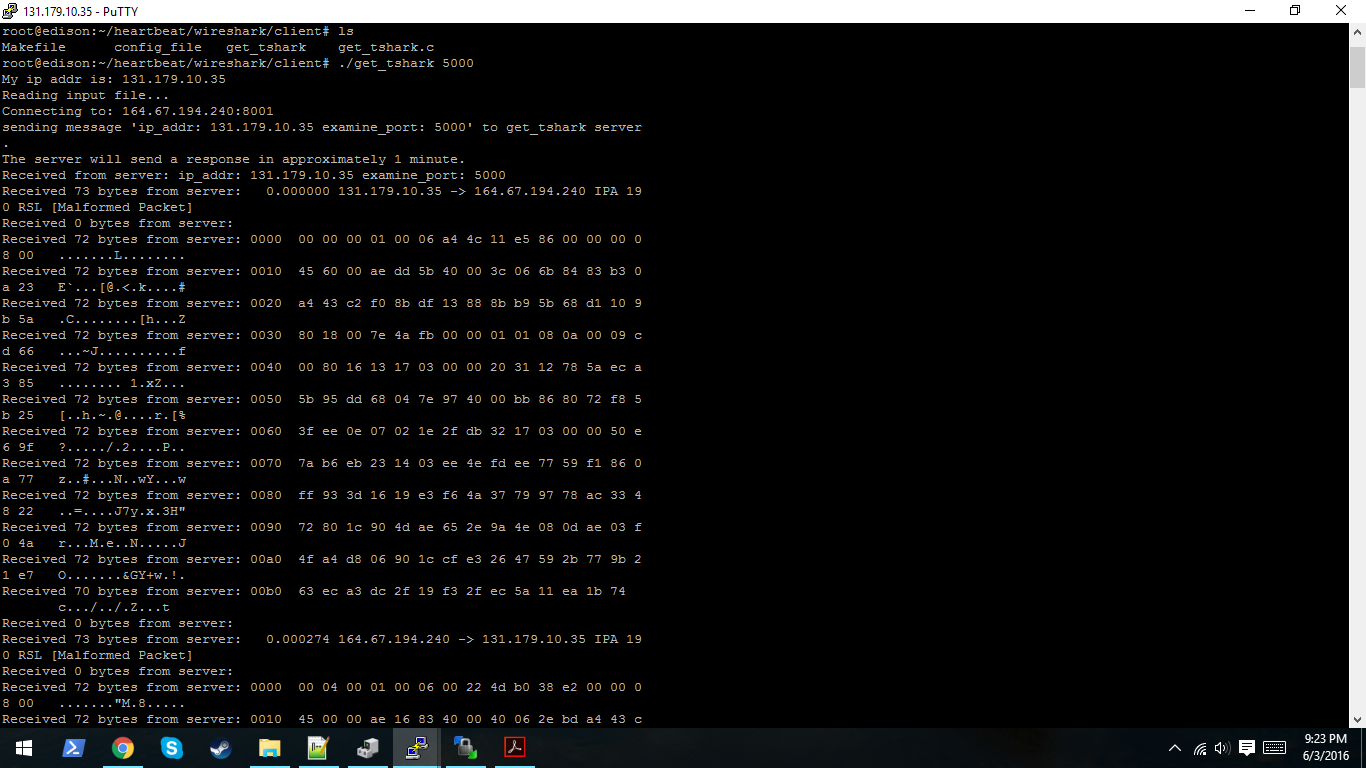 131.179.10.35 - PuTTY
root@edison:~/heartbeat/wireshark/client# ls
Makefile      config_file   get_tshark    get_tshark.c
root@edison:~/heartbeat/wireshark/client# ./get_tshark 5000
My ip addr is: 131.179.10.35
Reading input file...
Connecting to: 164.67.194.240:8001
sending message 'ip_addr: 131.179.10.35 examine_port: 5000' to get_tshark server
.
The server will send a response in approximately 1 minute.
Received from server: ip_addr: 131.179.10.35 examine_port: 5000
Received 73 bytes from server:   0.000000 131.179.10.35 -> 164.67.194.240 IPA 19
0 RSL [Malformed Packet]
Received 0 bytes from server:
Received 72 bytes from server: 0000  00 00 00 01 00 06 a4 4c 11 e5 86 00 00 00 0
8 00   .......L........
Received 72 bytes from server: 0010  45 60 00 ae dd 5b 40 00 3c 06 6b 84 83 b3 0
a 23   E`...[@.<.k....#
Received 72 bytes from server: 0020  a4 43 c2 f0 8b df 13 88 8b b9 5b 68 d1 10 9
b 5a   .C........[h...Z
Received 72 bytes from server: 0030  80 18 00 7e 4a fb 00 00 01 01 08 0a 00 09 c
d 66   ...~J..........f
Received 72 bytes from server: 0040  00 80 16 13 17 03 00 00 20 31 12 78 5a ec a
3 85   ........ 1.xZ...
Received 72 bytes from server: 0050  5b 95 dd 68 04 7e 97 40 00 bb 86 80 72 f8 5
b 25   [..h.~.@....r.[%
Received 72 bytes from server: 0060  3f ee 0e 07 02 1e 2f db 32 17 03 00 00 50 e
6 9f   ?...../.2....P..
Received 72 bytes from server: 0070  7a b6 eb 23 14 03 ee 4e fd ee 77 59 f1 86 0
a 77   z..#...N..wY...w
Received 72 bytes from server: 0080  ff 93 3d 16 19 e3 f6 4a 37 79 97 78 ac 33 4
8 22   ..=....J7y.x.3H"
Received 72 bytes from server: 0090  72 80 1c 90 4d ae 65 2e 9a 4e 08 0d ae 03 f
0 4a   r...M.e..N.....J
Received 72 bytes from server: 00a0  4f a4 d8 06 90 1c cf e3 26 47 59 2b 77 9b 2
1 e7   O.......&GY+w.!.
Received 70 bytes from server: 00b0  63 ec a3 dc 2f 19 f3 2f ec 5a 11 ea 1b 74
       c.../../.Z...t
Received 0 bytes from server:
Received 73 bytes from server:   0.000274 164.67.194.240 -> 131.179.10.35 IPA 19
0 RSL [Malformed Packet]
Received 0 bytes from server:
Received 72 bytes from server: 0000  00 04 00 01 00 06 00 22 4d b0 38 e2 00 00 0
8 00   ......."M.8.....
Received 72 bytes from server: 0010  45 00 00 ae 16 83 40 00 40 06 2e bd a4 43 c
9:23 PM
6/3/2016